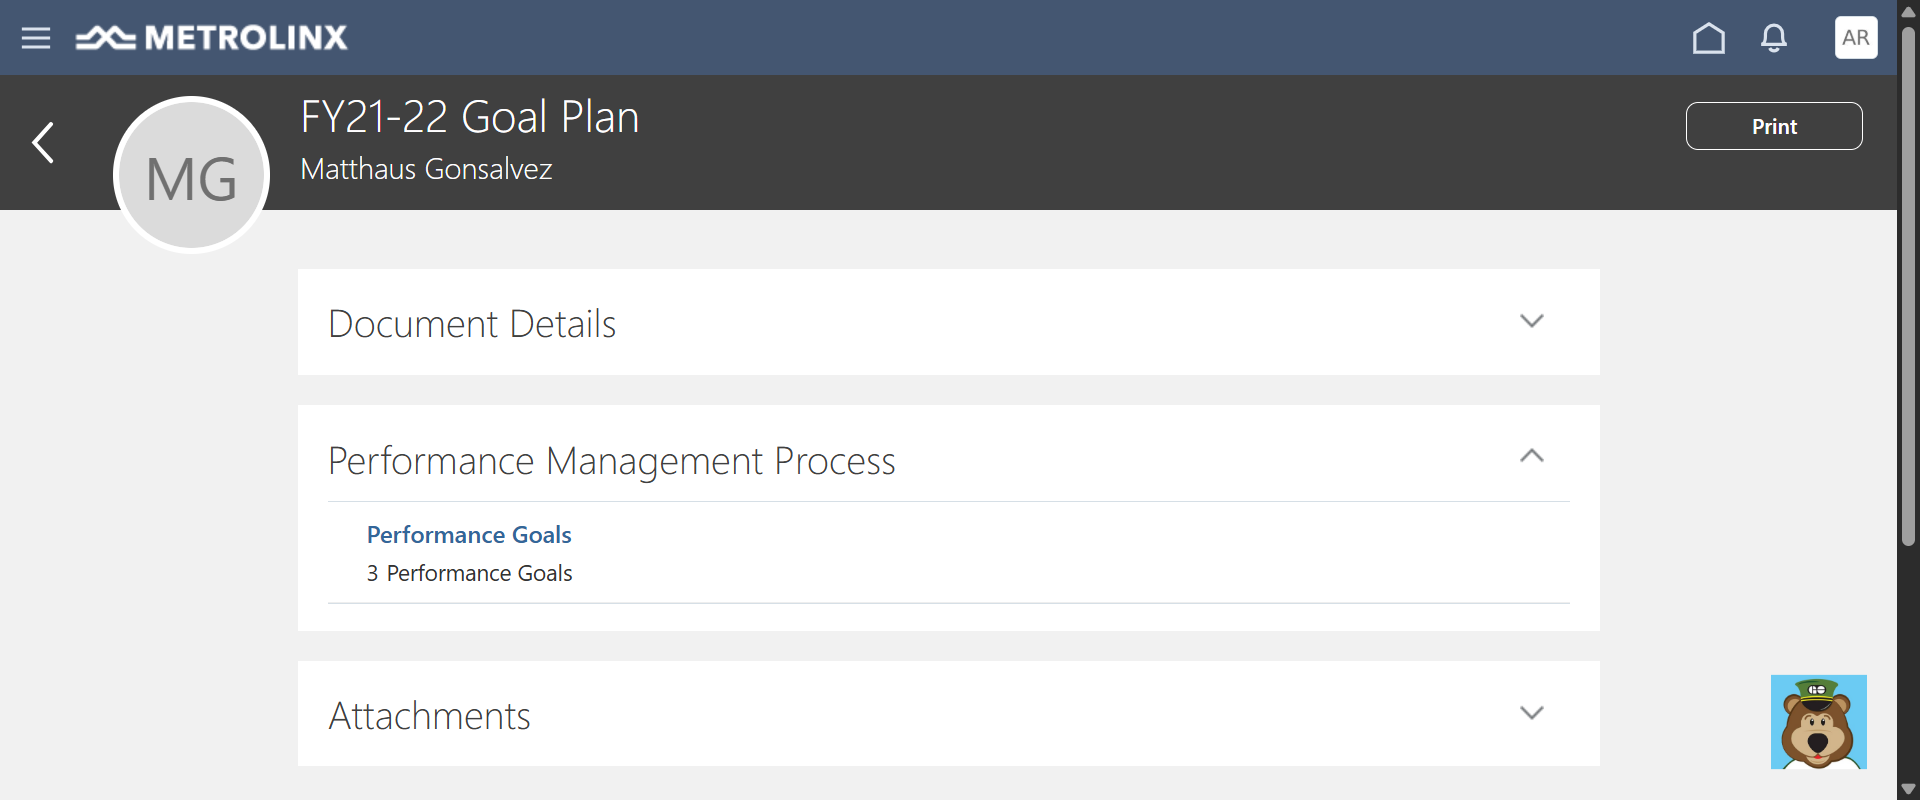 METROLINX
AR
FY21-22 Goal Plan
Print
MG
Matthaus Gonsalvez
Document Details
Performance Management Process
Performance Goals
3 Performance Goals
Attachments
GO